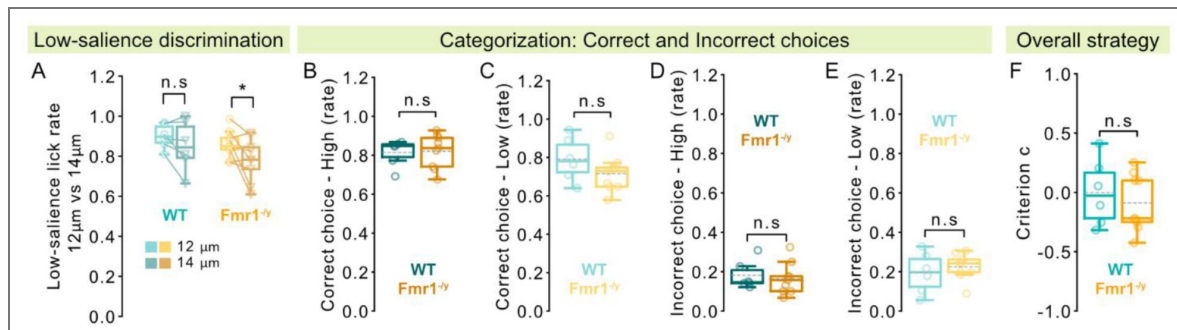 Low-salience discrimination
Categorization: Correct and Incorrect choices
Overall strategy
A
Low-salience lick rate
12μm vs 14μm
1.2
1.0
0.8
0.6
0.4
0.2
0.0
n.s
*
WT
Fmr1-/y
12 μm
14 μm
B
Correct choice - High (rate)
1.2
1.0
0.8
0.6
0.4
0.2
0.0
n.s
WT
Fmr1-/y
C
Correct choice - Low (rate)
1.2
1.0
0.8
0.6
0.4
0.2
0.0
n.s
WT
Fmr1-/y
D
Incorrect choice - High (rate)
1.2
1.0
0.8
0.6
0.4
0.2
0.0
WT
Fmr1-/y
n.s
E
Incorrect choice - Low (rate)
1.2
1.0
0.8
0.6
0.4
0.2
0.0
WT
Fmr1-/y
n.s
F
Criterion c
1.0
0.5
0.0
-0.5
-1.0
n.s
WT
Fmr1-/y